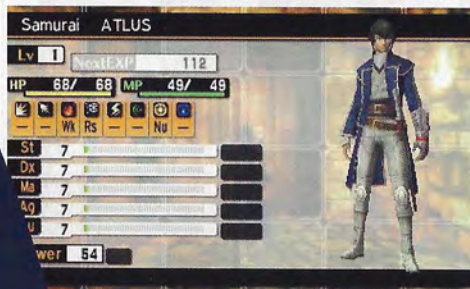 Samurai ATLUS
Lv 1 NextEXP 112
HP 68/ 68 MP 49/ 49
— — Wk Rs — — Nu —
St 7
Dx 7
Ma 7
Ag 7
u 7
wer 54